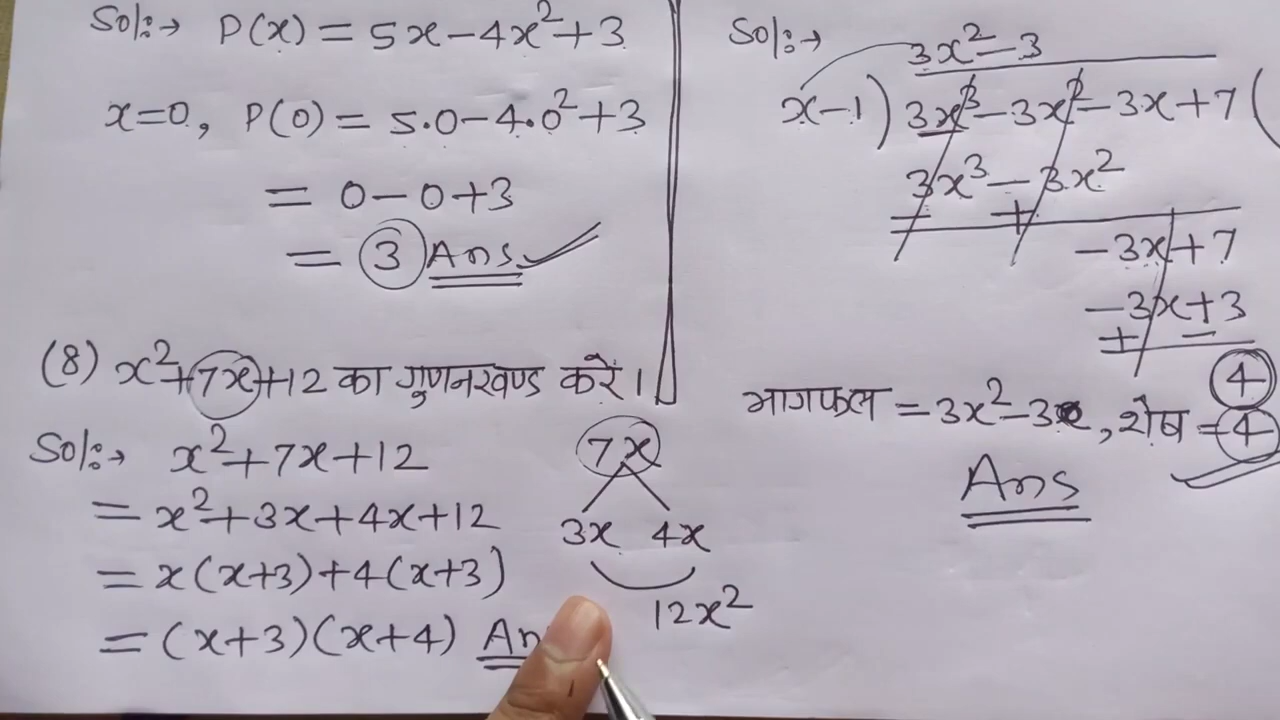 Sol:→ P(x) = 5x-4x²+3
x=0, P(0) = 5·0-4·0²+3
= 0-0+3
= 3 Ans
(8) x²+7x+12 का गुणनखण्ड करें।
Sol:→ x²+7x+12
= x²+3x+4x+12
= x(x+3)+4(x+3)
= (x+3)(x+4)
7x
3x 4x
12x²
Sol:→
3x²-3
x-1)3x³-3x²-3x+7(
3x³-3x²
- +
-3x+7
-3x+3
+ -
4
भागफल = 3x²-3, शेष = 4
Ans